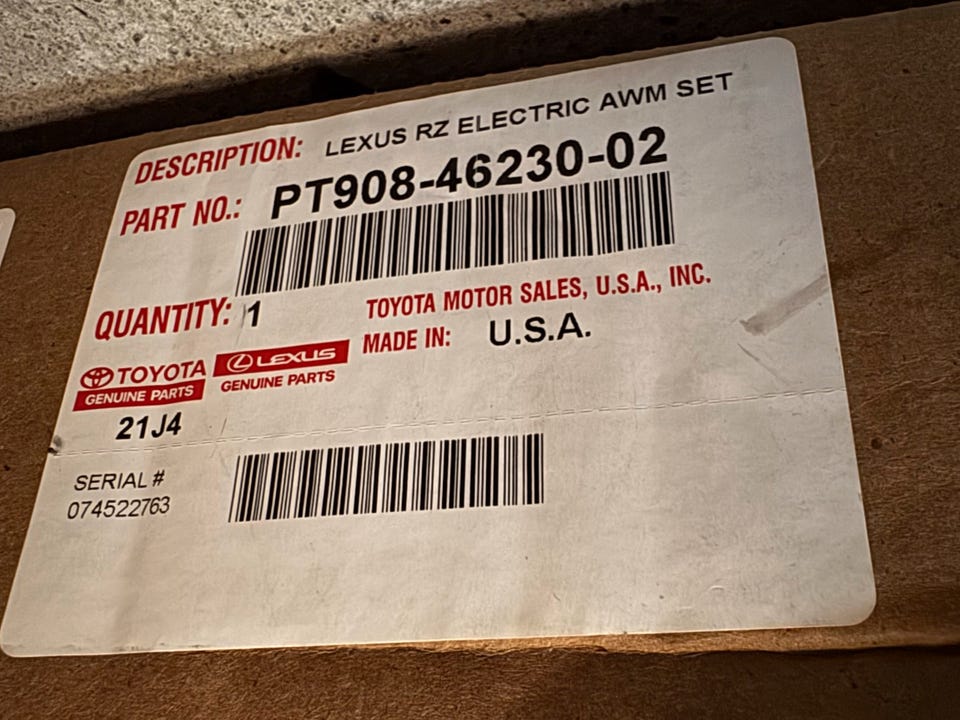 DESCRIPTION: LEXUS RZ ELECTRIC AWM SET
PART NO.: PT908-46230-02
QUANTITY: 1
TOYOTA MOTOR SALES, U.S.A., INC.
MADE IN: U.S.A.
TOYOTA
GENUINE PARTS
LEXUS
GENUINE PARTS
21J4
SERIAL #
074522763